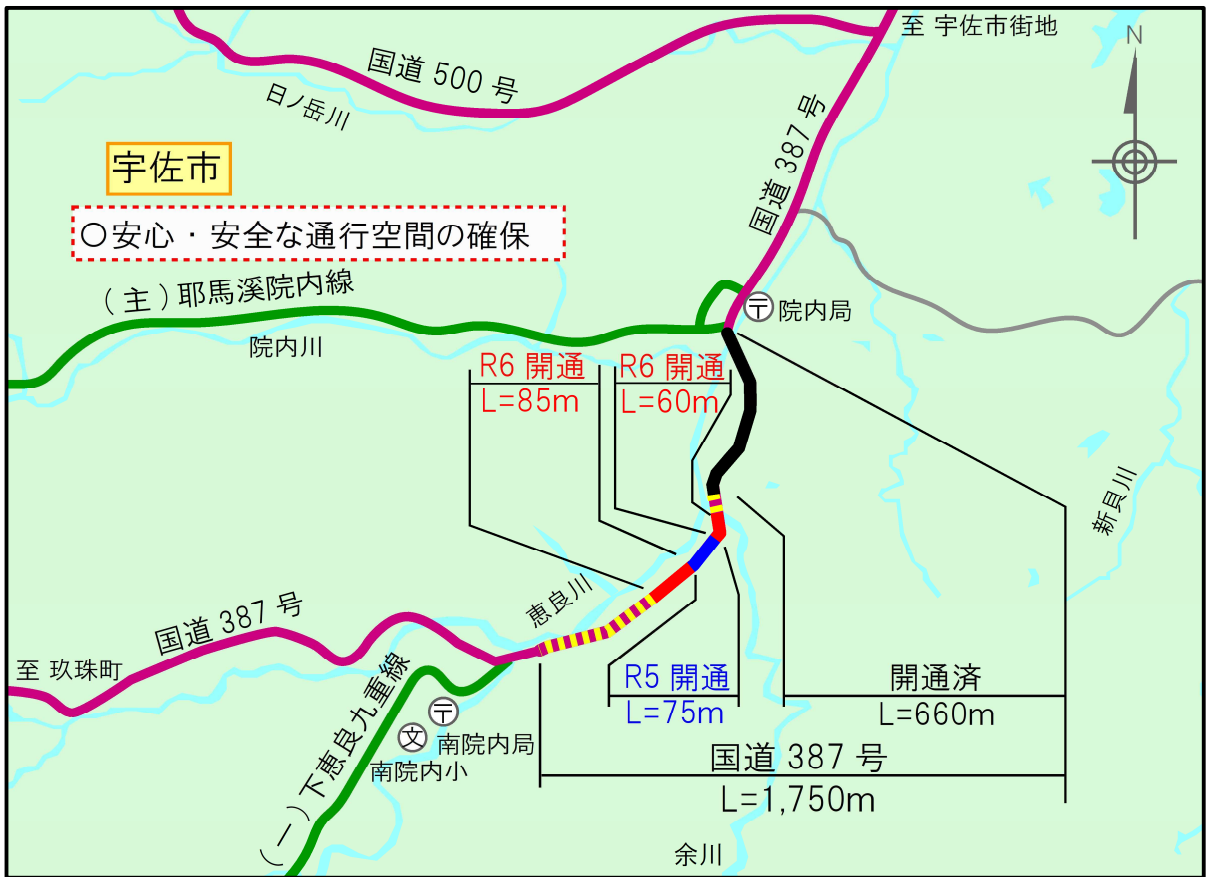 至 宇佐市街地
N
国道 500 号
日ノ岳川
国道 387 号
宇佐市
〇安心・安全な通行空間の確保
(主)耶馬溪院内線
院内局
院内川
R6 開通
L=85m
R6 開通
L=60m
新貝川
恵良川
国道 387 号
至 玖珠町
R5 開通
L=75m
開通済
L=660m
(一)下恵良九重線
南院内局
文
南院内小
国道 387 号
L=1,750m
余川